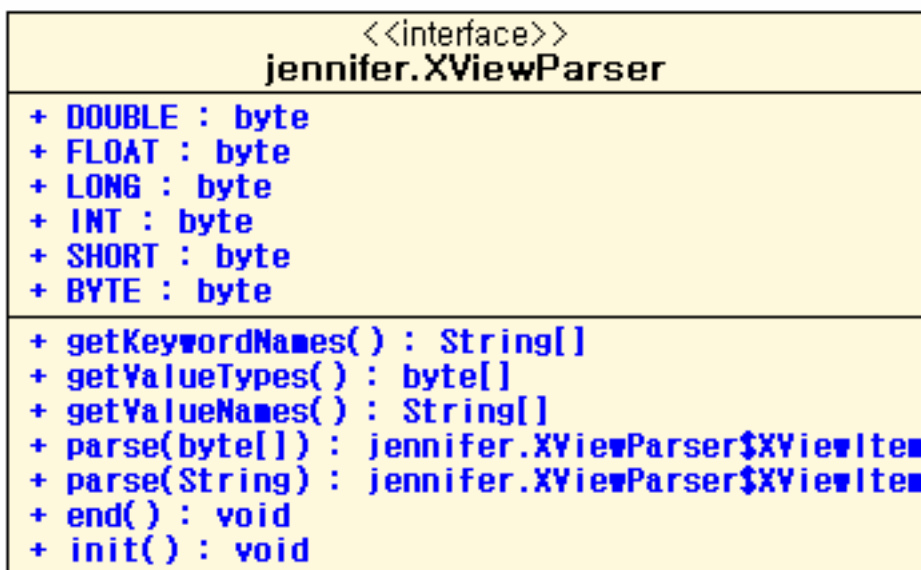 <<interface>>
jennifer.XViewParser
+ DOUBLE : byte
+ FLOAT : byte
+ LONG : byte
+ INT : byte
+ SHORT : byte
+ BYTE : byte
+ getKeywordNames() : String[]
+ getValueTypes() : byte[]
+ getValueNames() : String[]
+ parse(byte[]) : jennifer.XViewParser$XViewItem
+ parse(String) : jennifer.XViewParser$XViewItem
+ end() : void
+ init() : void